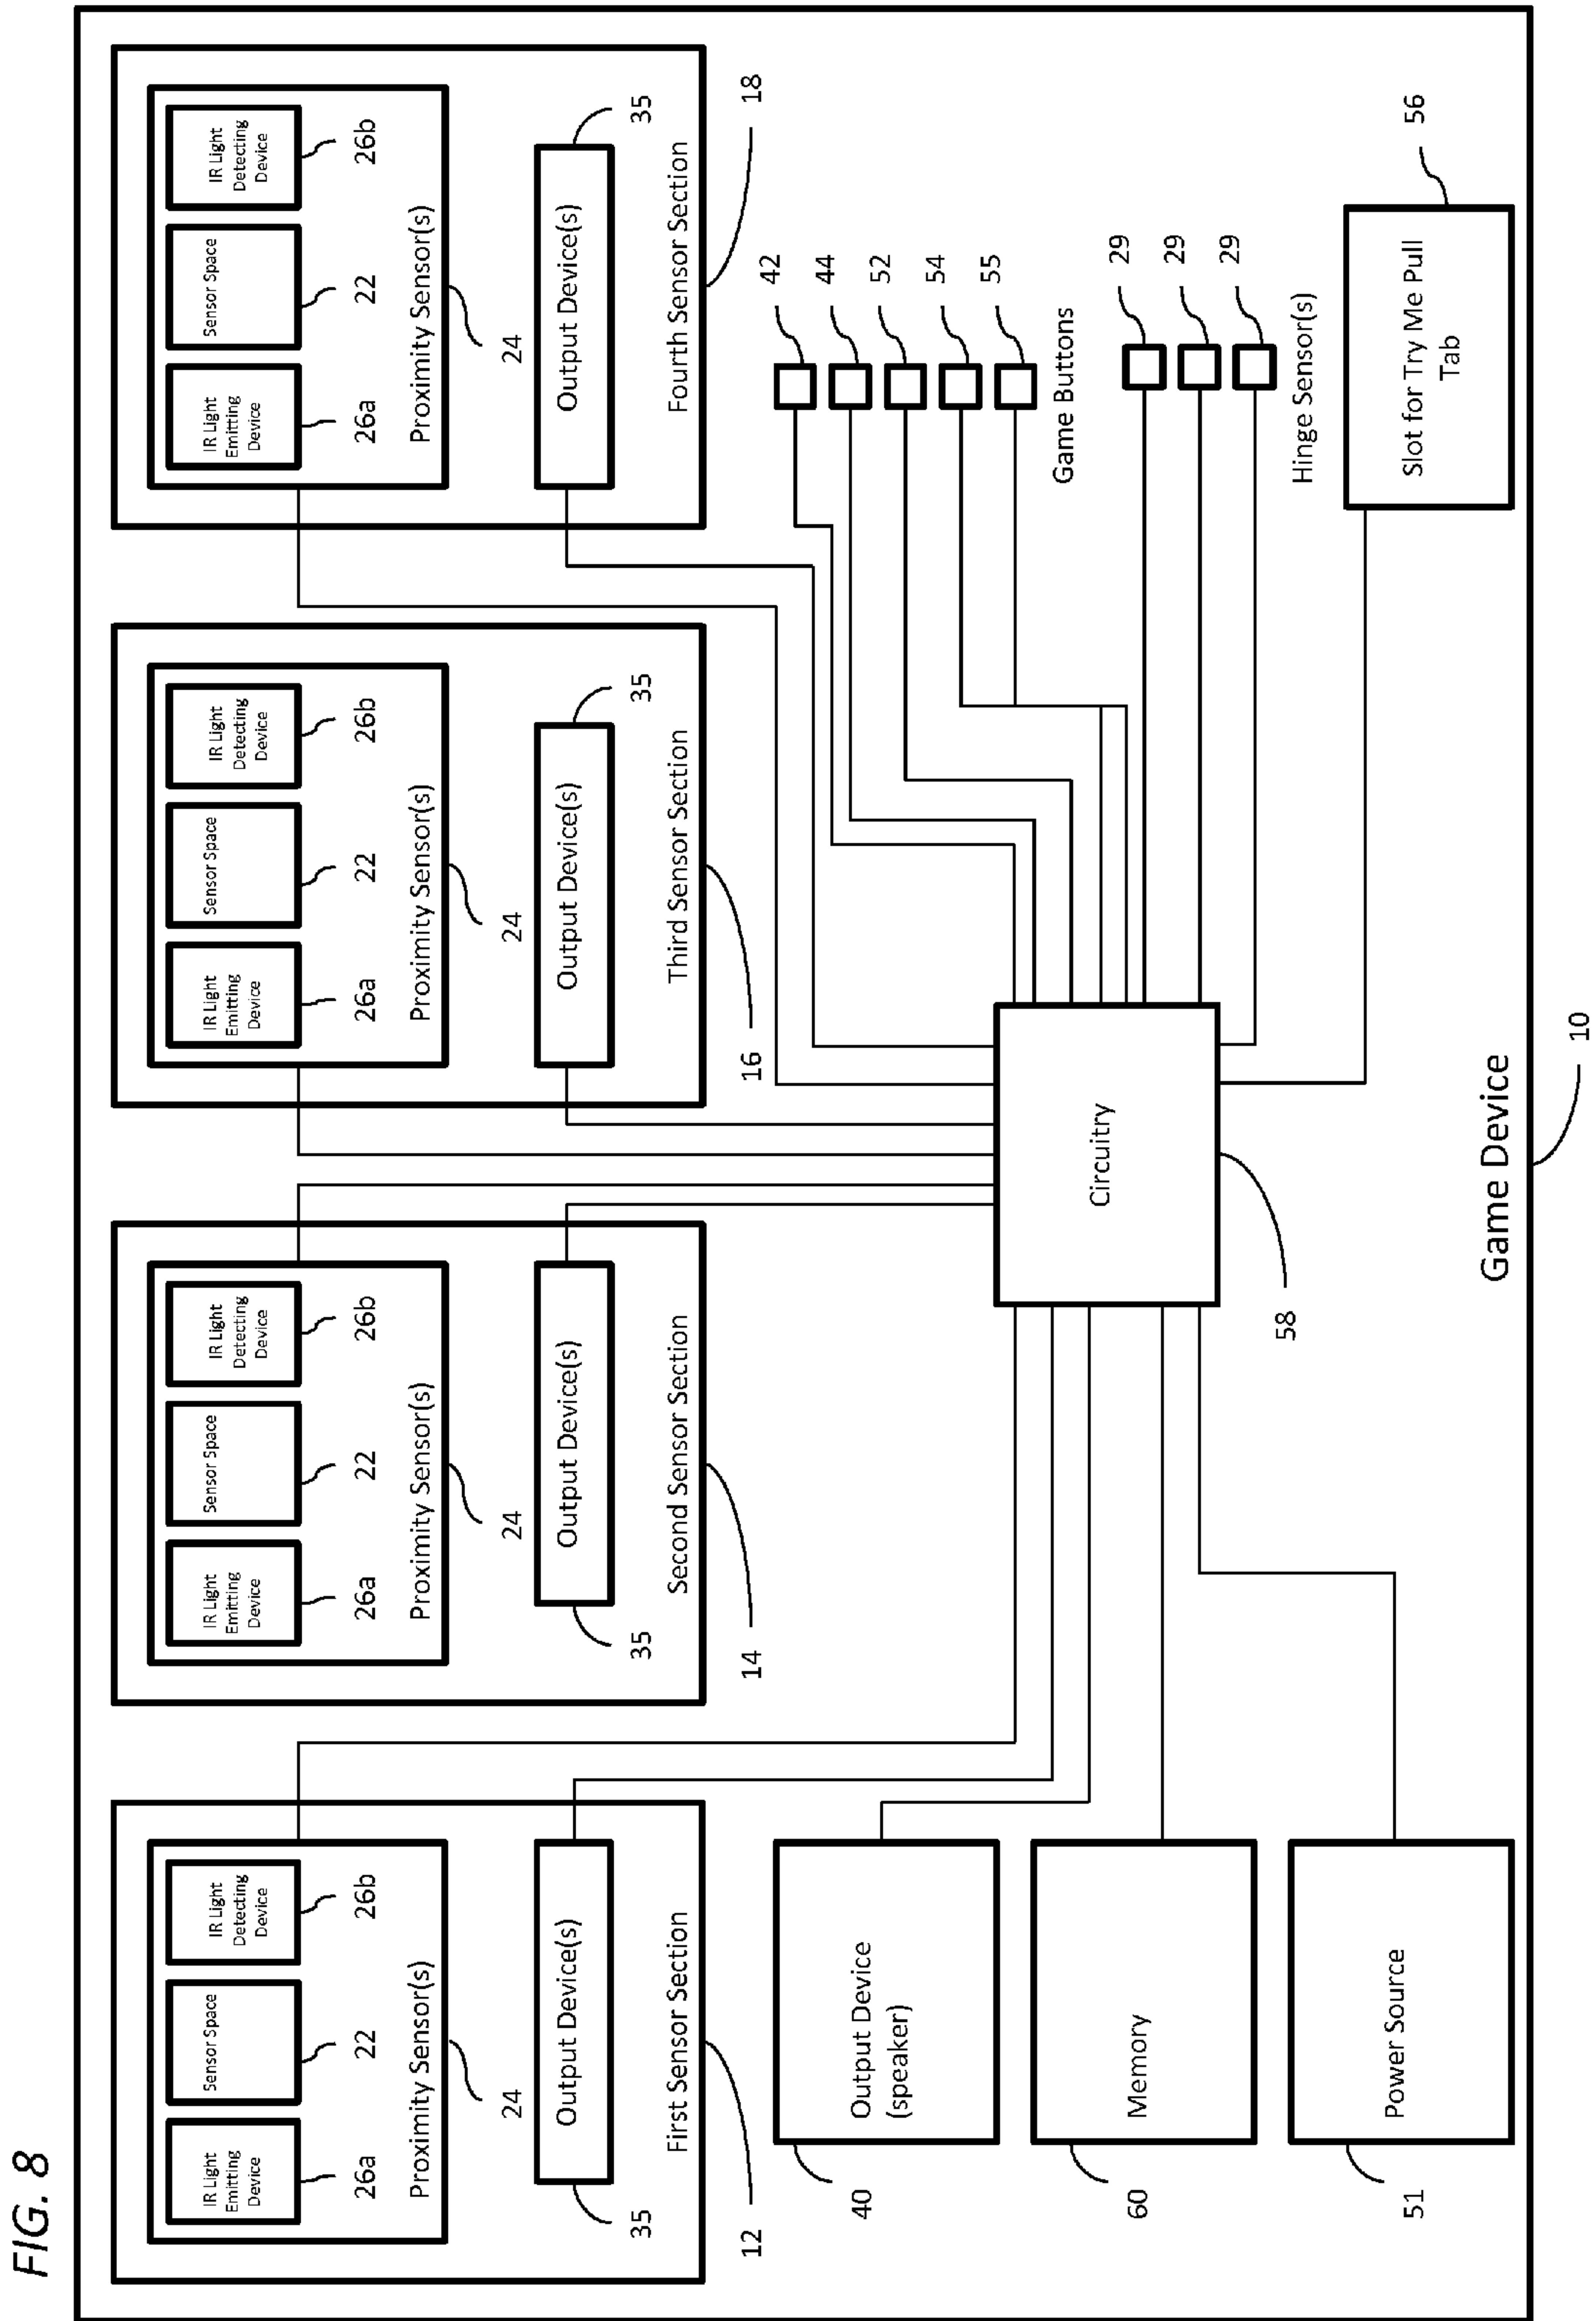 FIG. 8
IR Light
Emitting
Device
26a
Sensor Space
22
IR Light
Detecting
Device
26b
Proximity Sensor(s)
24
Output Device(s)
35
First Sensor Section
12
IR Light
Emitting
Device
26a
Sensor Space
22
IR Light
Detecting
Device
26b
Proximity Sensor(s)
24
Output Device(s)
35
Second Sensor Section
14
IR Light
Emitting
Device
26a
Sensor Space
22
IR Light
Detecting
Device
26b
Proximity Sensor(s)
24
Output Device(s)
35
Third Sensor Section
16
IR Light
Emitting
Device
26a
Sensor Space
22
IR Light
Detecting
Device
26b
Proximity Sensor(s)
24
Output Device(s)
35
Fourth Sensor Section
18
Output Device
(speaker)
40
Memory
60
Power Source
51
Circuitry
58
42
44
52
54
55
Game Buttons
29
29
29
Hinge Sensor(s)
Slot for Try Me Pull
Tab
56
Game Device
10